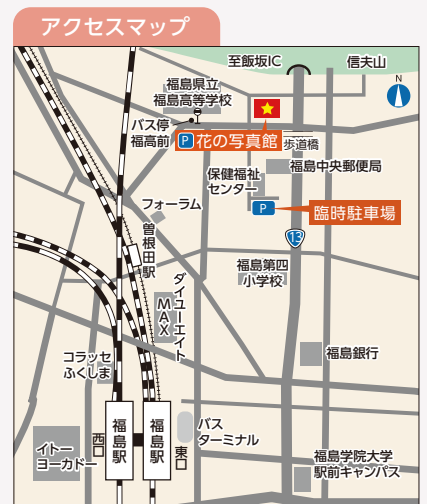 アクセスマップ
至飯坂IC
信夫山
N
福島県立
福島高等学校
バス停
福高前
P 花の写真館
歩道橋
福島中央郵便局
保健福祉
センター
P
臨時駐車場
フォーラム
曽根田駅
13
福島第四
小学校
ダイユーエイト
MAX
コラッセ
ふくしま
福島銀行
福島駅
福島駅
西口
東口
バス
ターミナル
イトー
ヨーカドー
福島学院大学
駅前キャンパス